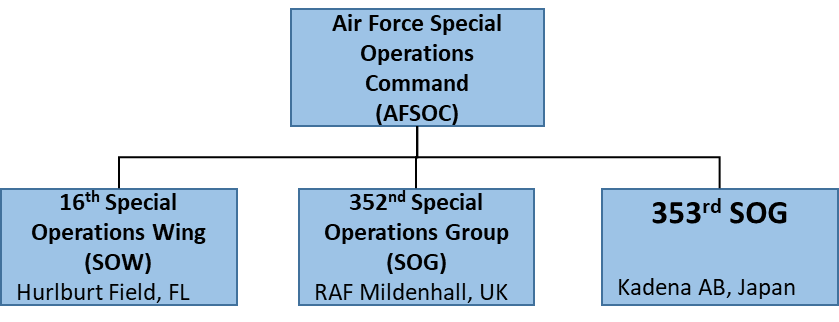 Air Force Special
Operations
Command
(AFSOC)
16th Special
Operations Wing
(SOW)
Hurlburt Field, FL
352nd Special
Operations Group
(SOG)
RAF Mildenhall, UK
353rd SOG
Kadena AB, Japan